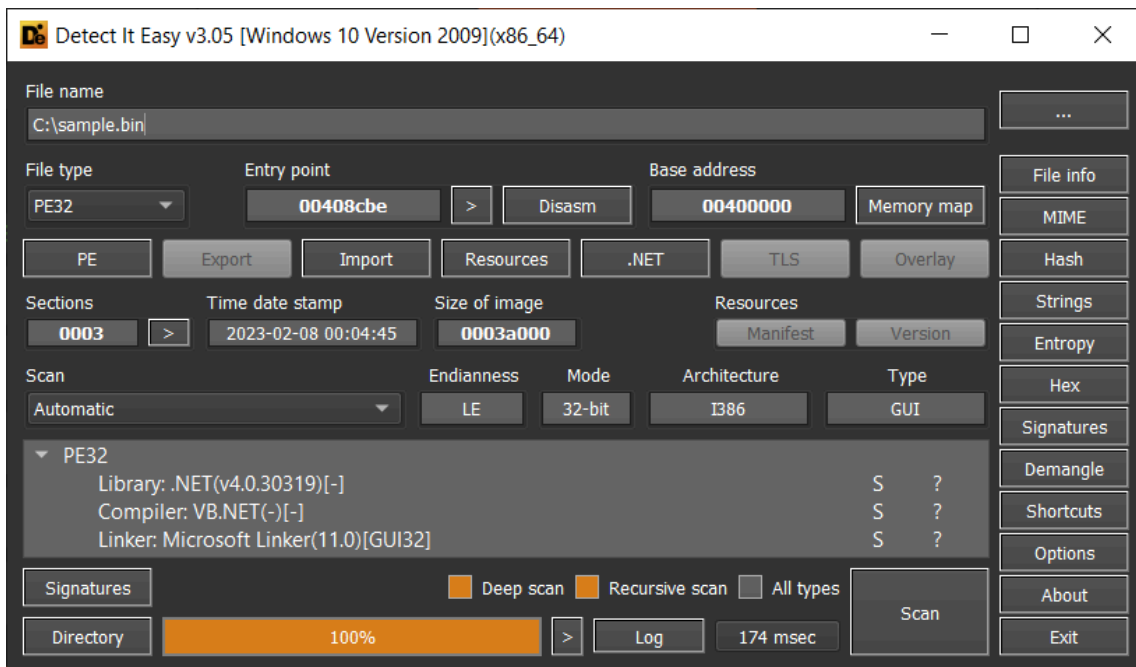 Detect It Easy v3.05 [Windows 10 Version 2009](x86_64)
File name
C:\sample.bin
...
File type Entry point Base address
PE32 00408cbe > Disasm 00400000 Memory map
File info
MIME
PE Export Import Resources .NET TLS Overlay
Hash
Sections Time date stamp Size of image Resources
0003 > 2023-02-08 00:04:45 0003a000 Manifest Version
Strings
Entropy
Scan Endianness Mode Architecture Type
Automatic LE 32-bit I386 GUI
Hex
Signatures
PE32
Library: .NET(v4.0.30319)[-] S ?
Compiler: VB.NET(-)[-] S ?
Linker: Microsoft Linker(11.0)[GUI32] S ?
Demangle
Shortcuts
Options
Signatures Deep scan Recursive scan All types
Scan
Directory 100% > Log 174 msec
About
Exit